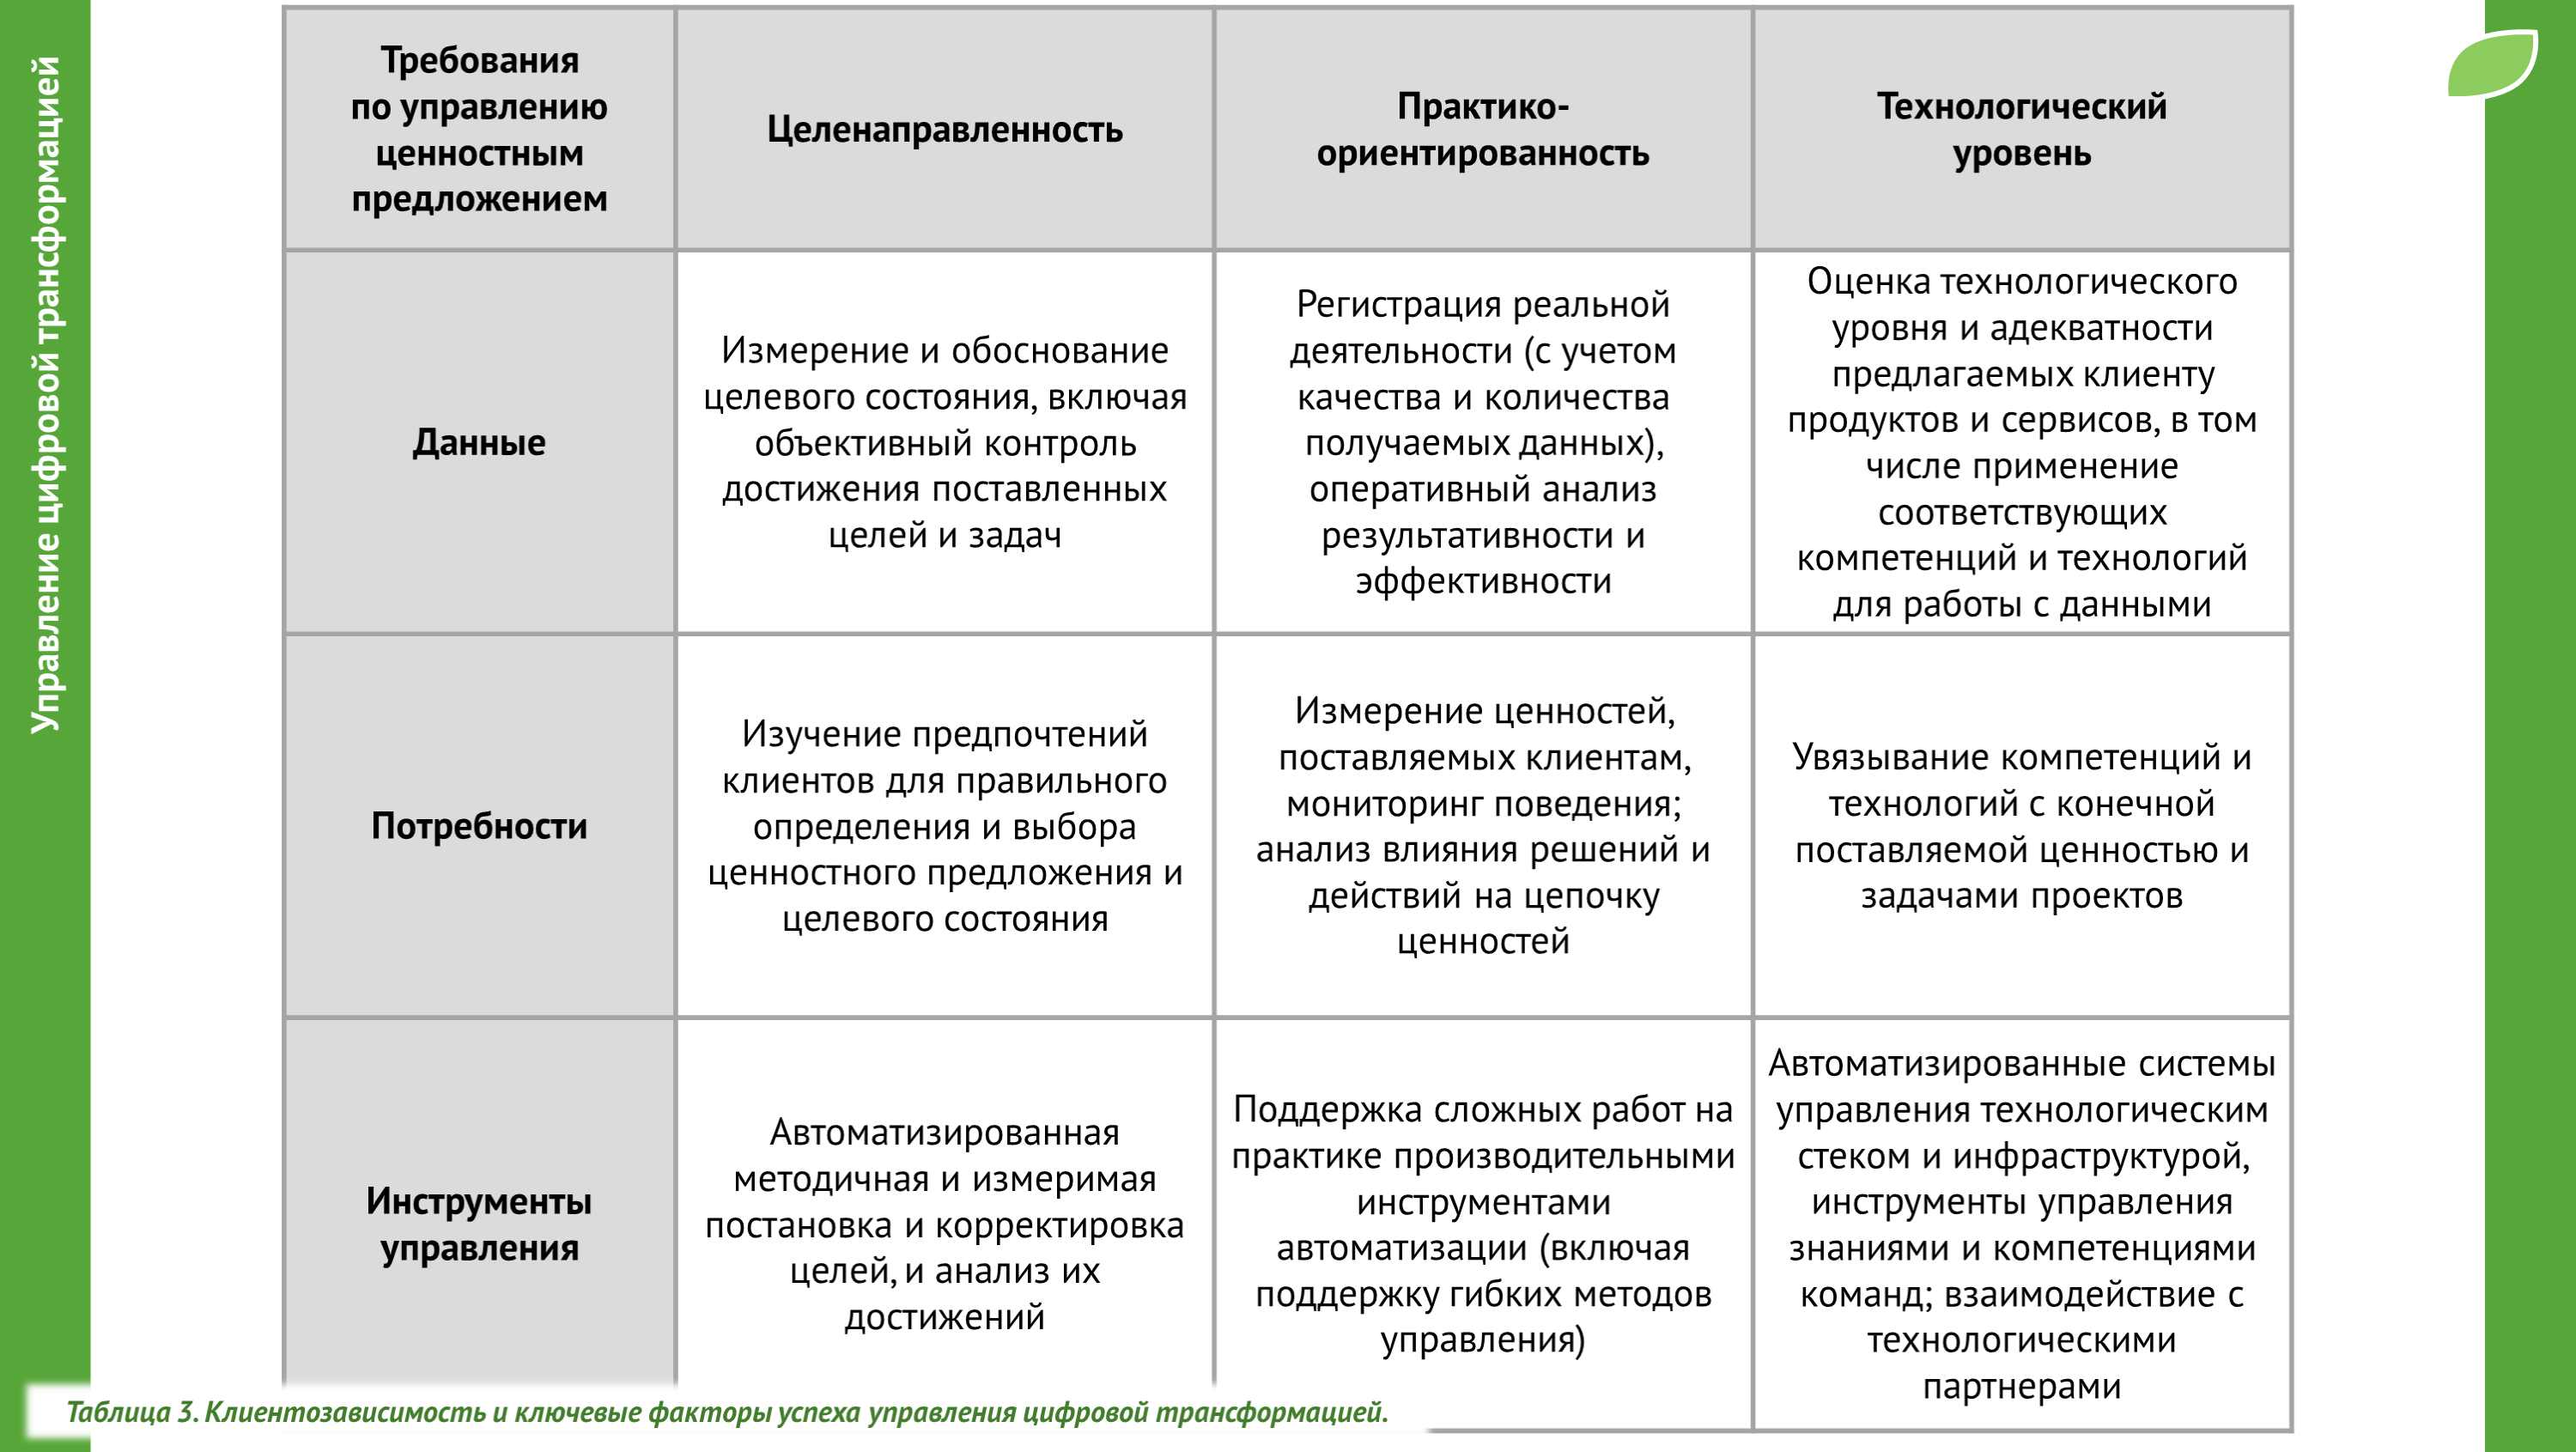 Управление цифровой трансформацией
Требования
по управлению
ценностным
предложением
Целенаправленность
Практико-
ориентированность
Технологический
уровень
Данные
Измерение и обоснование
целевого состояния, включая
объективный контроль
достижения поставленных
целей и задач
Регистрация реальной
деятельности (с учетом
качества и количества
получаемых данных),
оперативный анализ
результативности и
эффективности
Оценка технологического
уровня и адекватности
предлагаемых клиенту
продуктов и сервисов, в том
числе применение
соответствующих
компетенций и технологий
для работы с данными
Потребности
Изучение предпочтений
клиентов для правильного
определения и выбора
ценностного предложения и
целевого состояния
Измерение ценностей,
поставляемых клиентам,
мониторинг поведения;
анализ влияния решений и
действий на цепочку
ценностей
Увязывание компетенций и
технологий с конечной
поставляемой ценностью и
задачами проектов
Инструменты
управления
Автоматизированная
методичная и измеримая
постановка и корректировка
целей, и анализ их
достижений
Поддержка сложных работ на
практике производительными
инструментами
автоматизации (включая
поддержку гибких методов
управления)
Автоматизированные системы
управления технологическим
стеком и инфраструктурой,
инструменты управления
знаниями и компетенциями
команд; взаимодействие с
технологическими
партнерами
Таблица 3. Клиентозависимость и ключевые факторы успеха управления цифровой трансформацией.